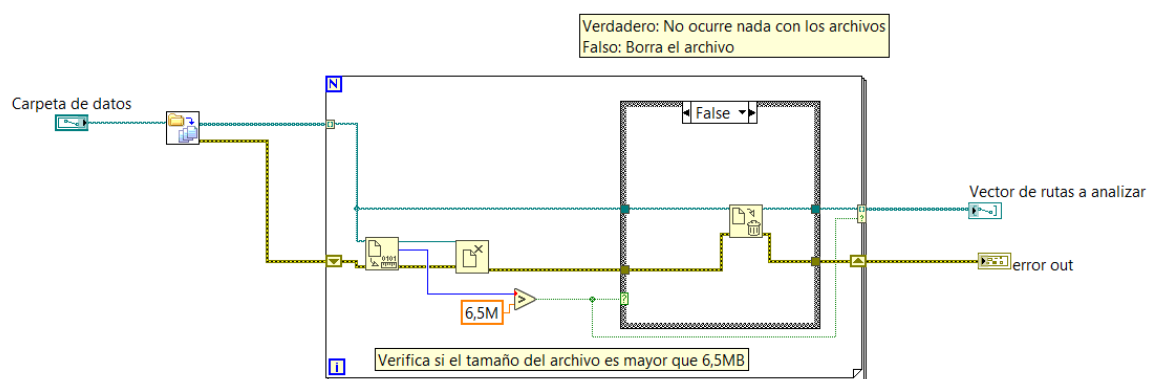 Verdadero: No ocurre nada con los archivos
Falso: Borra el archivo
N
Carpeta de datos
False
Vector de rutas a analizar
0101
error out
6,5M
>
?
?
Verifica si el tamaño del archivo es mayor que 6,5MB
i